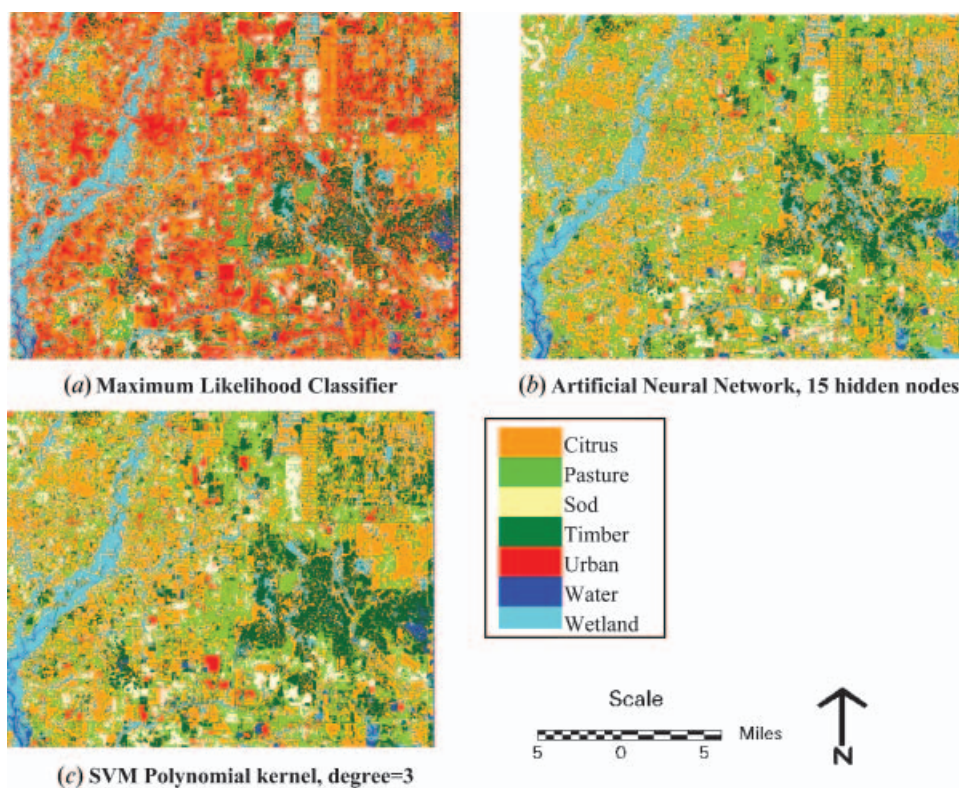 (a) Maximum Likelihood Classifier
(b) Artificial Neural Network, 15 hidden nodes
Citrus
Pasture
Sod
Timber
Urban
Water
Wetland
Scale
Miles
5 0 5
N
(c) SVM Polynomial kernel, degree=3